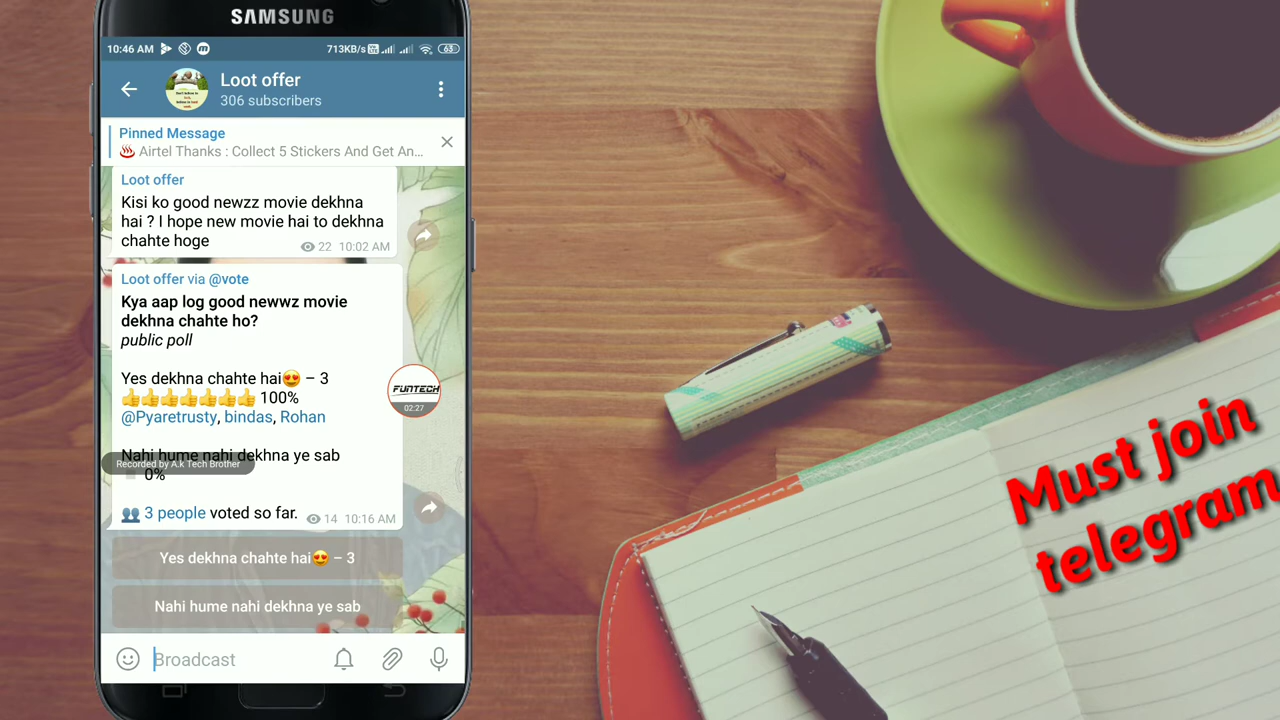 SAMSUNG
10:46 AM 713KB/s 63
Loot offer
306 subscribers
Pinned Message
♨️ Airtel Thanks : Collect 5 Stickers And Get An...
Loot offer
Kisi ko good newzz movie dekhna
hai ? I hope new movie hai to dekhna
chahte hoge
22 10:02 AM
Loot offer via @vote
Kya aap log good newwz movie
dekhna chahte ho?
public poll
Yes dekhna chahte hai😍 – 3
👍👍👍👍👍👍👍 100%
@Pyaretrusty, bindas, Rohan
FUNTECH
02:27
Nahi hume nahi dekhna ye sab
Recorded by A.k Tech Brother
0%
👥 3 people voted so far. 14 10:16 AM
Yes dekhna chahte hai😍 – 3
Nahi hume nahi dekhna ye sab
Broadcast
Must join
telegram